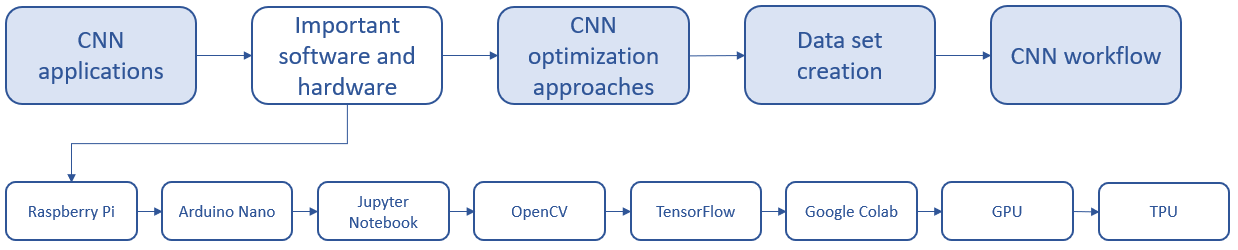 CNN
applications
Important
software and
hardware
CNN
optimization
approaches
Data set
creation
CNN workflow
Raspberry Pi
Arduino Nano
Jupyter
Notebook
OpenCV
TensorFlow
Google Colab
GPU
TPU